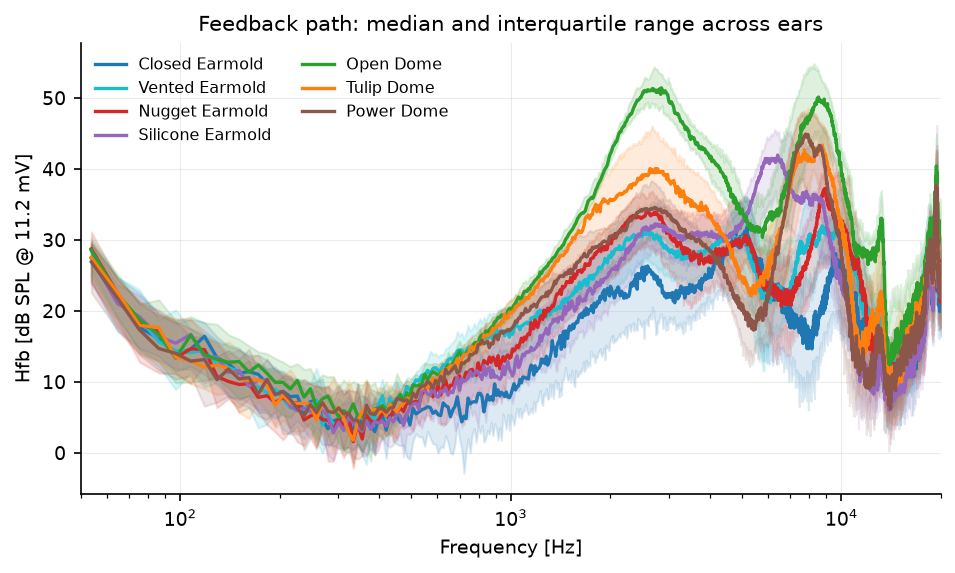 Feedback path: median and interquartile range across ears
Closed Earmold
Vented Earmold
Nugget Earmold
Silicone Earmold
Open Dome
Tulip Dome
Power Dome
Hfb [dB SPL @ 11.2 mV]
50
40
30
20
10
0
10²
10³
10⁴
Frequency [Hz]